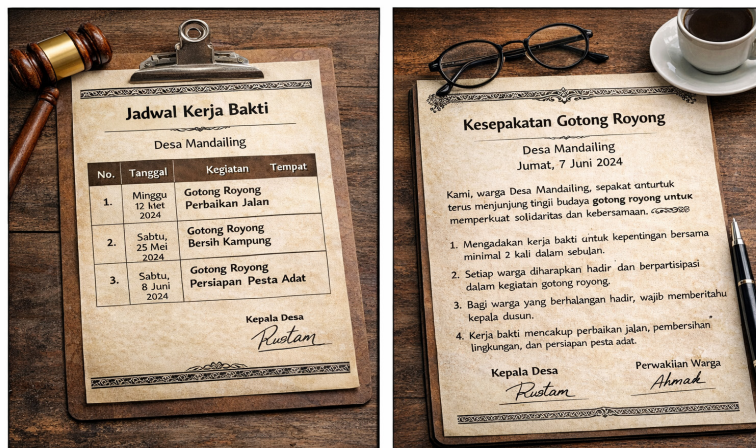 Jadwal Kerja Bakti
Desa Mandailing
No. Tanggal Kegiatan Tempat
1. Minggu 12 Met 2024 Gotong Royong Perbaikan Jalan
2. Sabtu, 25 Mei 2024 Gotong Royong Bersih Kampung
3. Sabtu, 8 Juni 2024 Gotong Royong Persiapan Pesta Adat
Kepala Desa
Rustam
Kesepakatan Gotong Royong
Desa Mandailing
Jumat, 7 Juni 2024
Kami, warga Desa Mandailing, sepakat unturtuk
terus menjunjung tingii budaya gotong royong untuk
memperkuat solidaritas dan kebersamaan.
1. Mengadakan kerja bakti untuk kepentingan bersama
minimal 2 kali dalam sebulan.
2. Setiap warga diharapkan hadir dan berpartisipasi
dalam kegiatan gotong royong.
3. Bagi warga yang berhalangan hadir, wajib memberitahu
kepala dusun.
4. Kerja bakti mencakup perbaikan jalan, pembersihan
lingkungan, dan persiapan pesta adat.
Kepala Desa Perwakiian Warga
Rustam Ahmad